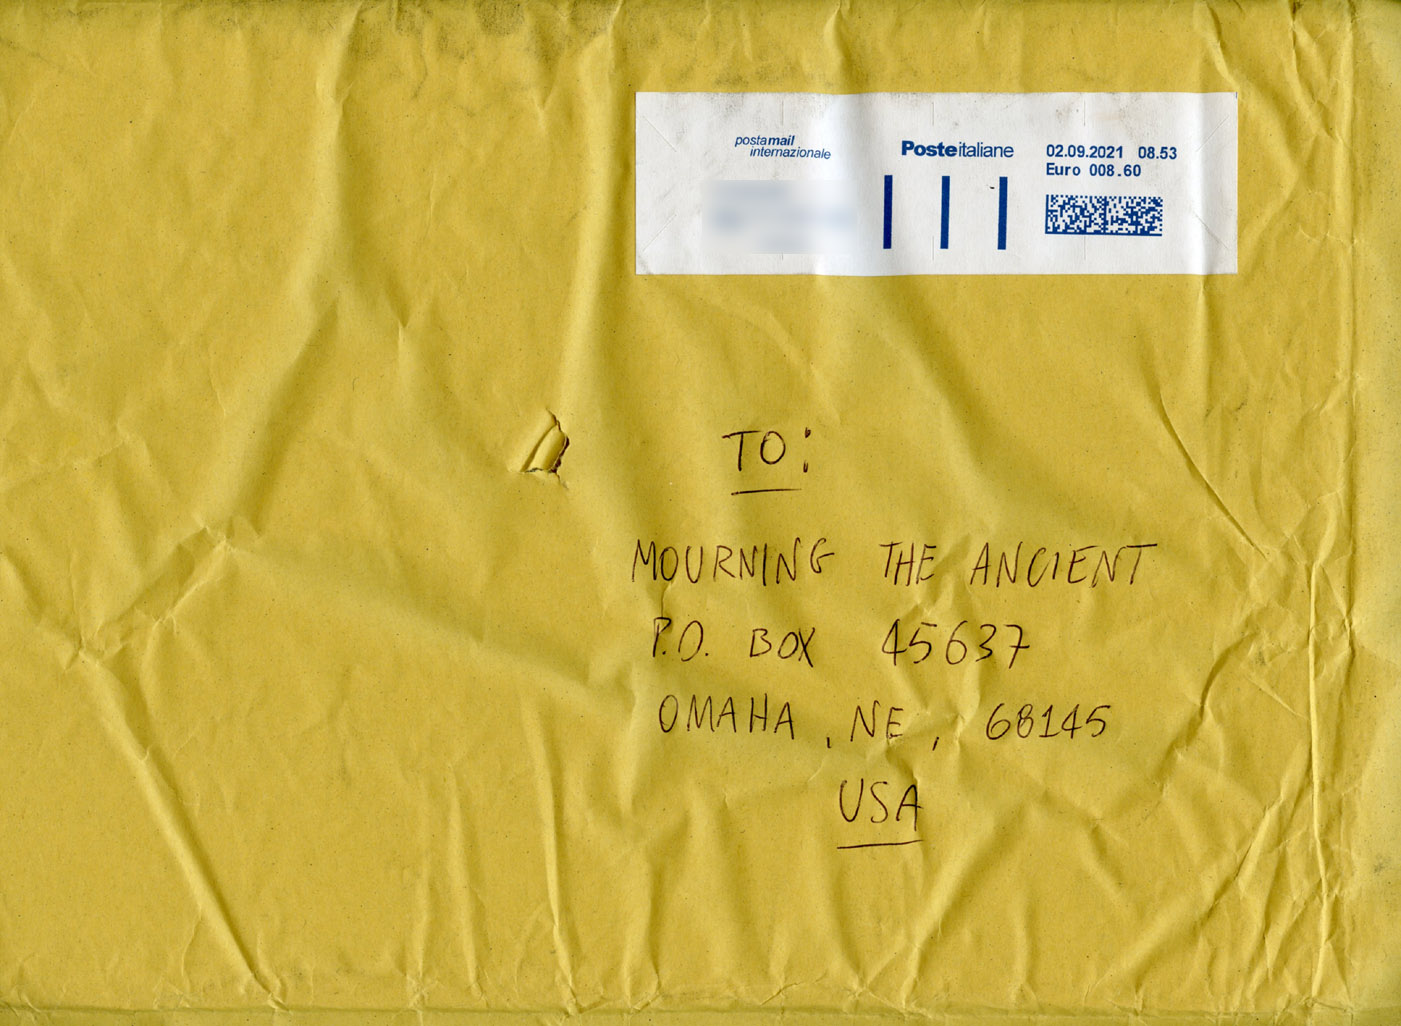 postamail
internazionale
Posteitaliane
02.09.2021 08.53
Euro 008.60
TO:
MOURNING THE ANCIENT
P.O. BOX 45637
OMAHA, NE, 68145
USA